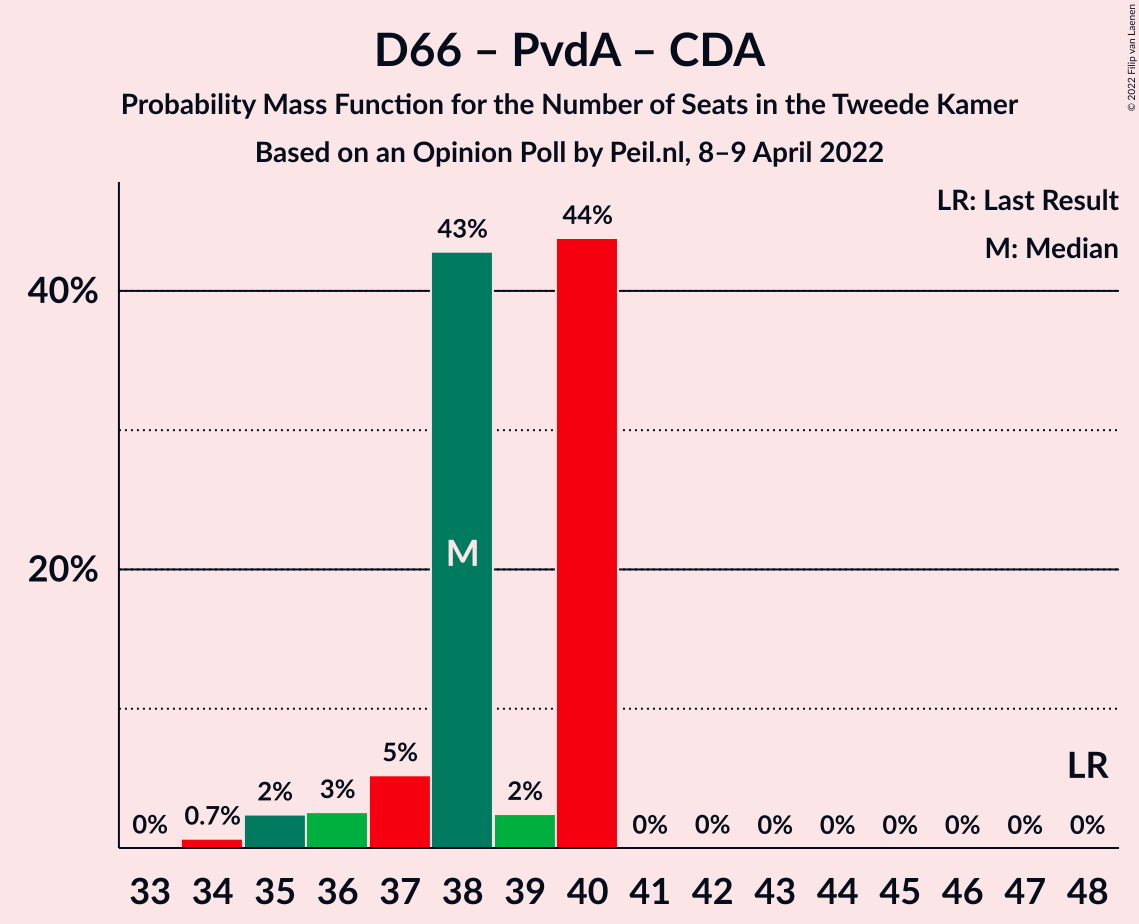 D66 – PvdA – CDA
Probability Mass Function for the Number of Seats in the Tweede Kamer
Based on an Opinion Poll by Peil.nl, 8–9 April 2022
© 2022 Filip van Laenen
LR: Last Result
M: Median
40%
20%
0%
0.7%
2%
3%
5%
43%
2%
44%
0%
0%
0%
0%
0%
0%
0%
0%
M
LR
33 34 35 36 37 38 39 40 41 42 43 44 45 46 47 48